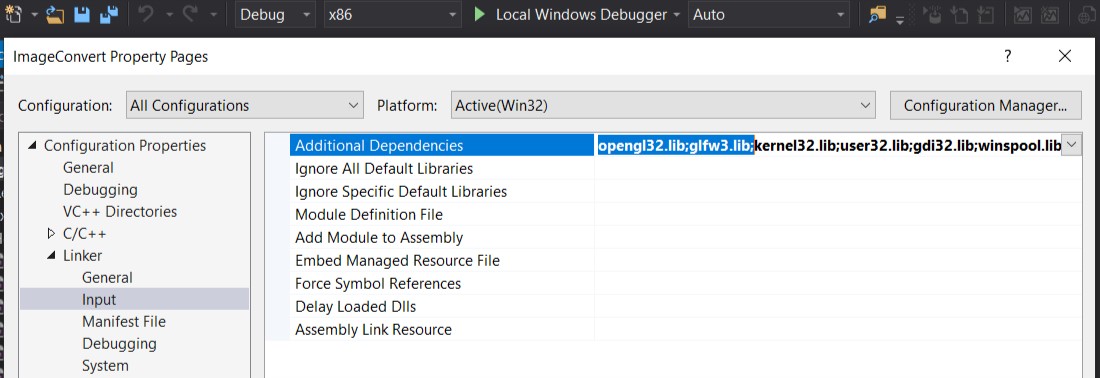 Debug x86 Local Windows Debugger Auto
ImageConvert Property Pages ?
Configuration: All Configurations Platform: Active(Win32) Configuration Manager...
Configuration Properties Additional Dependencies opengl32.lib;glfw3.lib;kernel32.lib;user32.lib;gdi32.lib;winspool.lib
General Ignore All Default Libraries
Debugging Ignore Specific Default Libraries
VC++ Directories Module Definition File
C/C++ Add Module to Assembly
Linker Embed Managed Resource File
General Force Symbol References
Input Delay Loaded Dlls
Manifest File Assembly Link Resource
Debugging
System